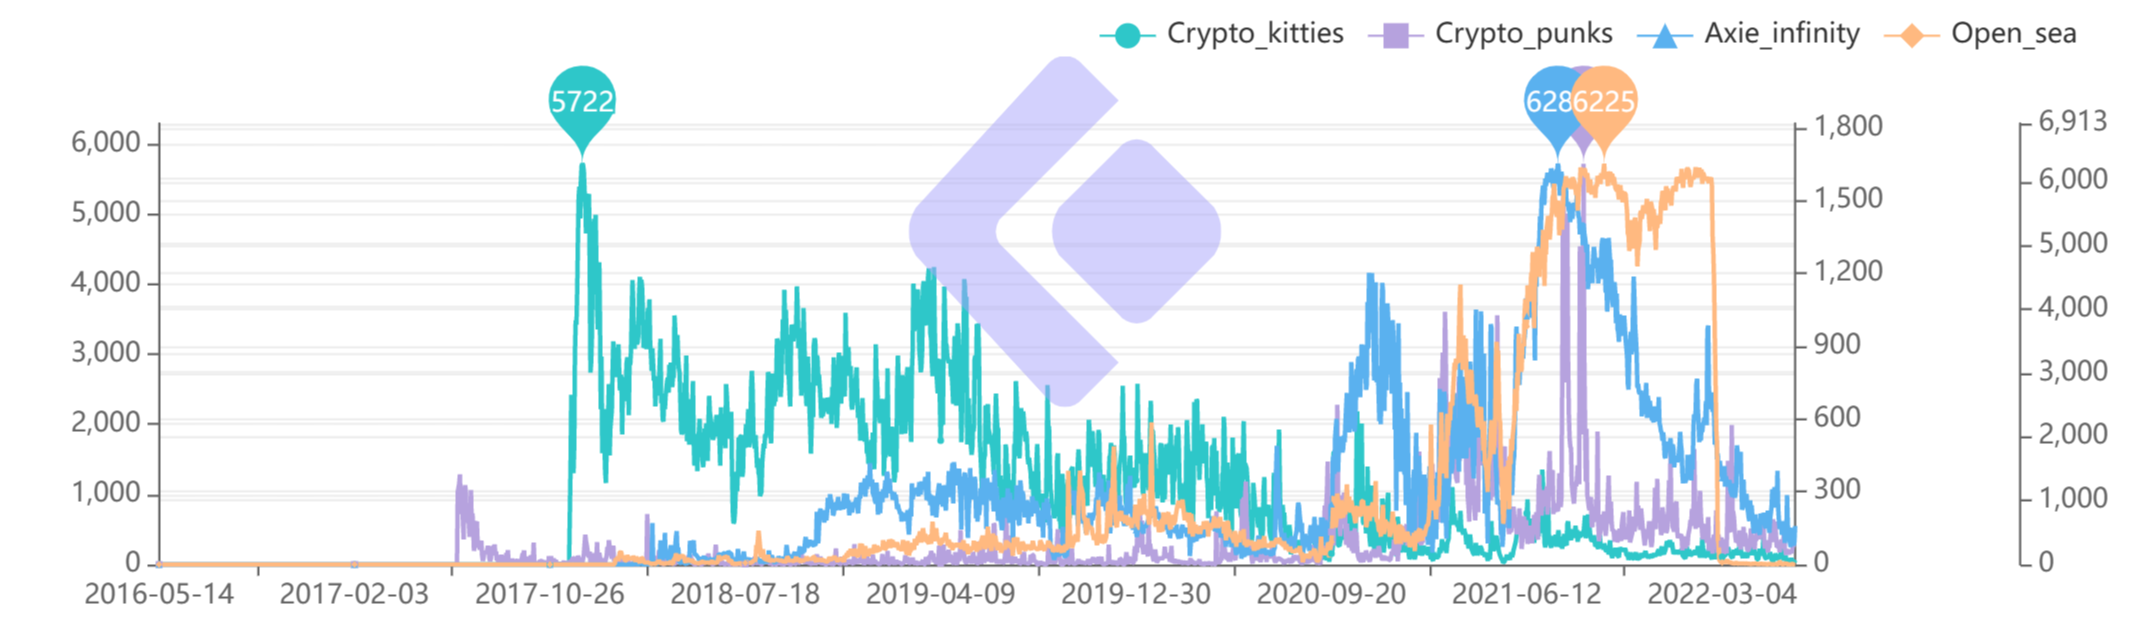 Crypto_kitties Crypto_punks Axie_infinity Open_sea
5722 628 6225
6,000 5,000 4,000 3,000 2,000 1,000 0
1,800 1,500 1,200 900 600 300 0
6,913 6,000 5,000 4,000 3,000 2,000 1,000 0
2016-05-14 2017-02-03 2017-10-26 2018-07-18 2019-04-09 2019-12-30 2020-09-20 2021-06-12 2022-03-04